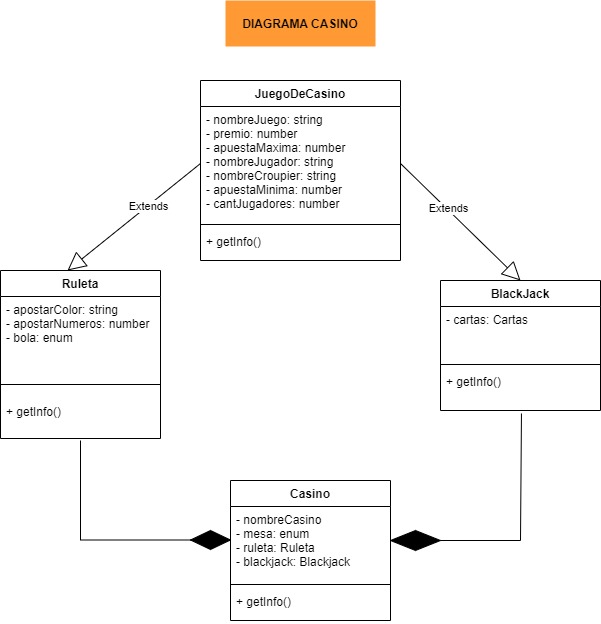 DIAGRAMA CASINO
JuegoDeCasino
- nombreJuego: string
- premio: number
- apuestaMaxima: number
- nombreJugador: string
- nombreCroupier: string
- apuestaMinima: number
- cantJugadores: number
+ getInfo()
Extends
Extends
Ruleta
- apostarColor: string
- apostarNumeros: number
- bola: enum
+ getInfo()
BlackJack
- cartas: Cartas
+ getInfo()
Casino
- nombreCasino
- mesa: enum
- ruleta: Ruleta
- blackjack: Blackjack
+ getInfo()